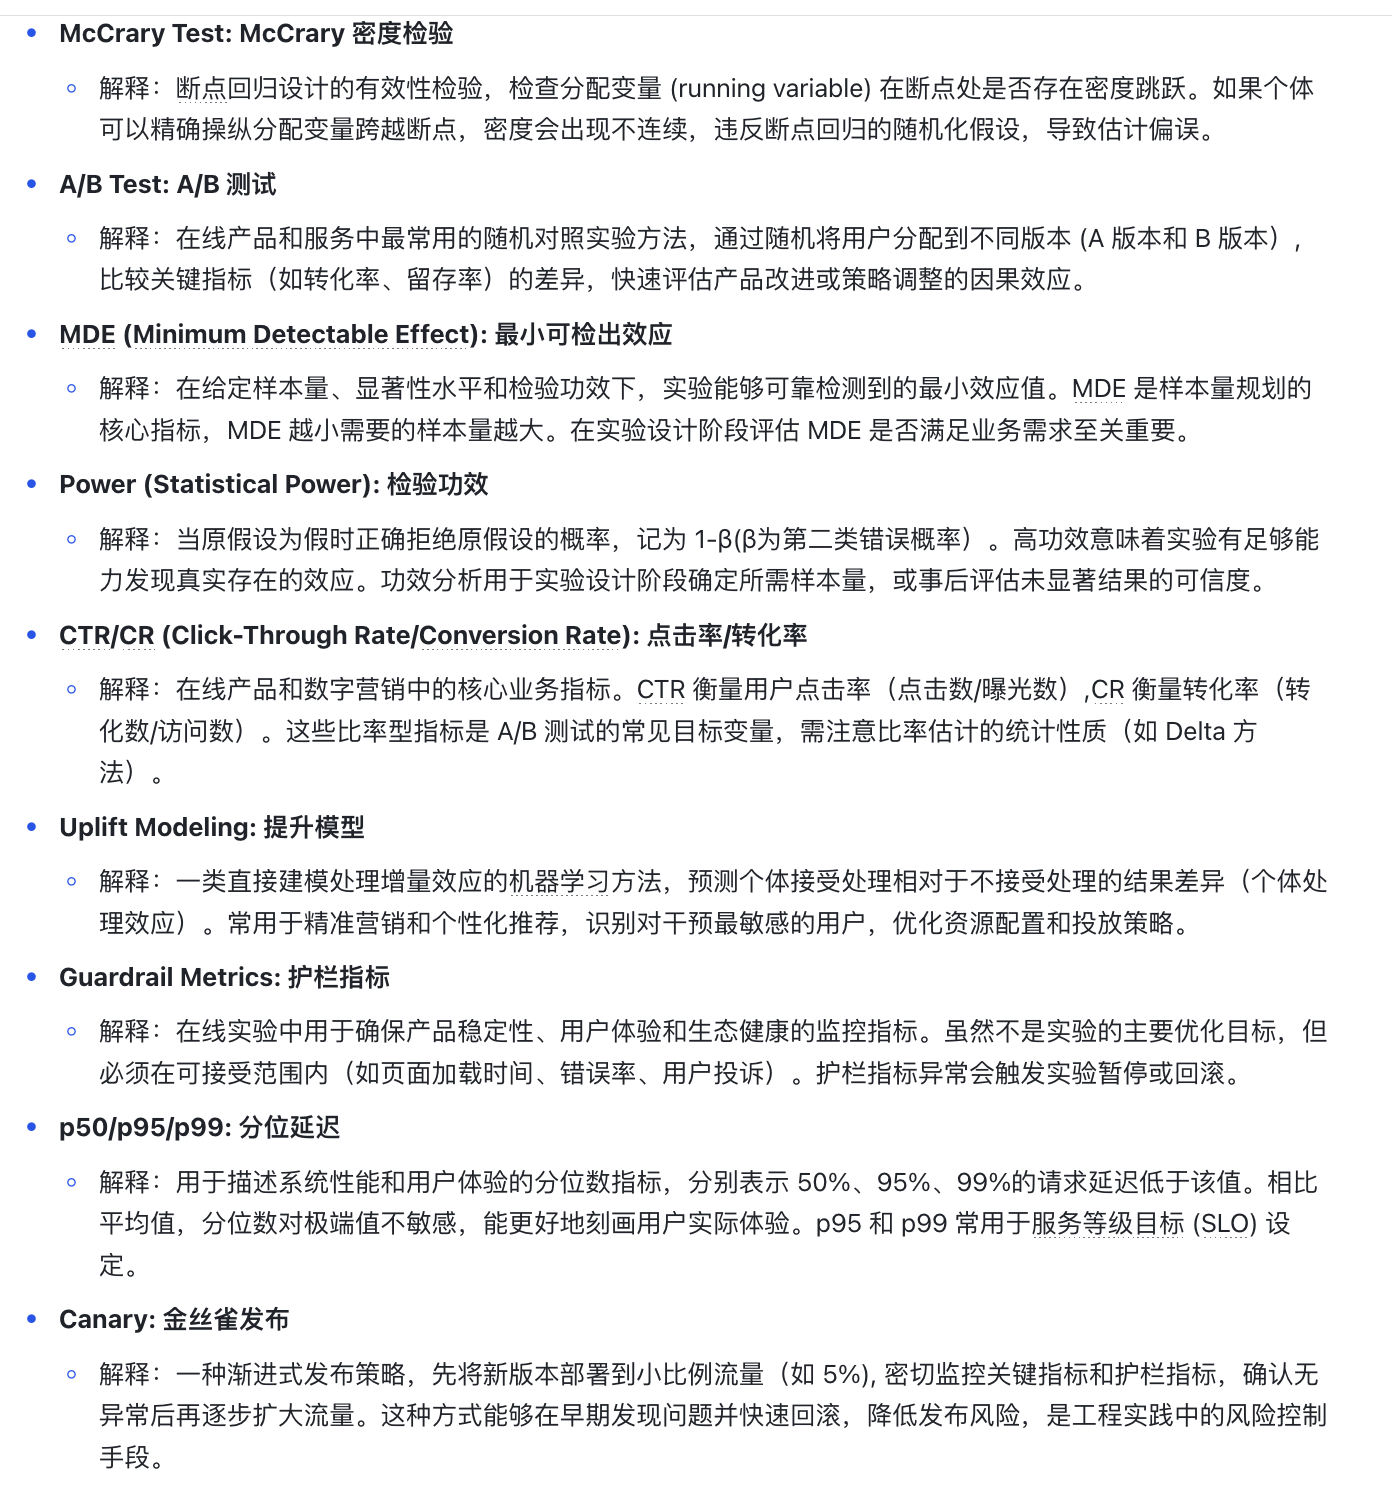 McCrary Test: McCrary 密度检验
解释：断点回归设计的有效性检验，检查分配变量 (running variable) 在断点处是否存在密度跳跃。如果个体
可以精确操纵分配变量跨越断点，密度会出现不连续，违反断点回归的随机化假设，导致估计偏误。
A/B Test: A/B 测试
解释：在线产品和服务中最常用的随机对照实验方法，通过随机将用户分配到不同版本 (A 版本和 B 版本），
比较关键指标（如转化率、留存率）的差异，快速评估产品改进或策略调整的因果效应。
MDE (Minimum Detectable Effect): 最小可检出效应
解释：在给定样本量、显著性水平和检验功效下，实验能够可靠检测到的最小效应值。MDE 是样本量规划的
核心指标，MDE 越小需要的样本量越大。在实验设计阶段评估 MDE 是否满足业务需求至关重要。
Power (Statistical Power): 检验功效
解释：当原假设为假时正确拒绝原假设的概率，记为 1-β(β为第二类错误概率）。高功效意味着实验有足够能
力发现真实存在的效应。功效分析用于实验设计阶段确定所需样本量，或事后评估未显著结果的可信度。
CTR/CR (Click-Through Rate/Conversion Rate): 点击率/转化率
解释：在线产品和数字营销中的核心业务指标。CTR 衡量用户点击率（点击数/曝光数）,CR 衡量转化率（转
化数/访问数）。这些比率型指标是 A/B 测试的常见目标变量，需注意比率估计的统计性质（如 Delta 方
法）。
Uplift Modeling: 提升模型
解释：一类直接建模处理增量效应的机器学习方法，预测个体接受处理相对于不接受处理的结果差异（个体处
理效应）。常用于精准营销和个性化推荐，识别对干预最敏感的用户，优化资源配置和投放策略。
Guardrail Metrics: 护栏指标
解释：在线实验中用于确保产品稳定性、用户体验和生态健康的监控指标。虽然不是实验的主要优化目标，但
必须在可接受范围内（如页面加载时间、错误率、用户投诉）。护栏指标异常会触发实验暂停或回滚。
p50/p95/p99: 分位延迟
解释：用于描述系统性能和用户体验的分位数指标，分别表示 50%、95%、99%的请求延迟低于该值。相比
平均值，分位数对极端值不敏感，能更好地刻画用户实际体验。p95 和 p99 常用于服务等级目标 (SLO) 设
定。
Canary: 金丝雀发布
解释：一种渐进式发布策略，先将新版本部署到小比例流量（如 5%), 密切监控关键指标和护栏指标，确认无
异常后再逐步扩大流量。这种方式能够在早期发现问题并快速回滚，降低发布风险，是工程实践中的风险控制
手段。